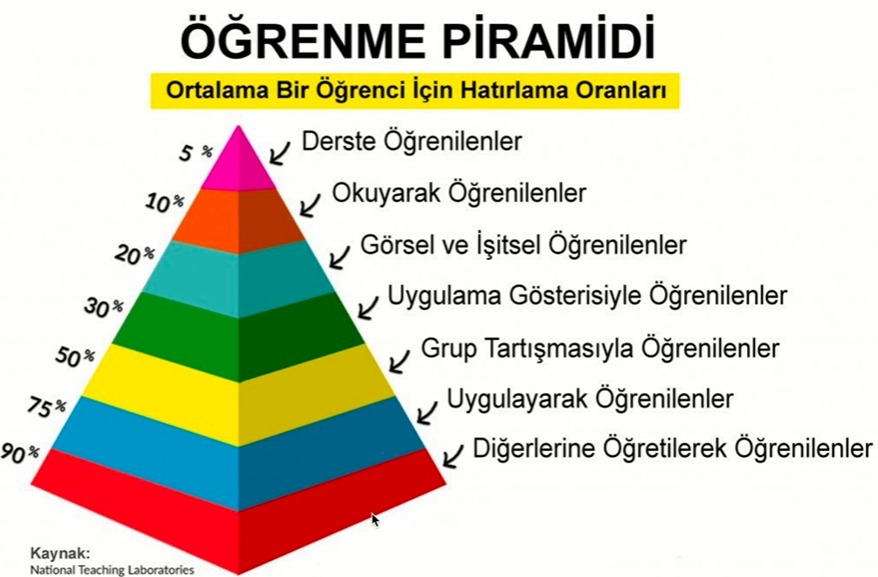 ÖĞRENME PİRAMİDİ
Ortalama Bir Öğrenci İçin Hatırlama Oranları
5 % Derste Öğrenilenler
10% Okuyarak Öğrenilenler
20% Görsel ve İşitsel Öğrenilenler
30% Uygulama Gösterisiyle Öğrenilenler
50% Grup Tartışmasıyla Öğrenilenler
75% Uygulayarak Öğrenilenler
90% Diğerlerine Öğretilerek Öğrenilenler
Kaynak:
National Teaching Laboratories